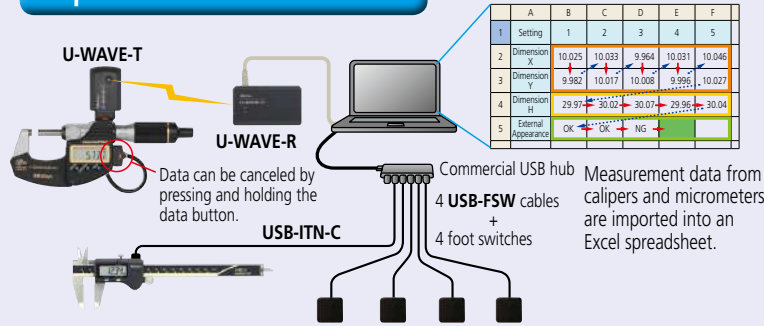 U-WAVE-T
U-WAVE-R
Data can be canceled by
pressing and holding the
data button.
USB-ITN-C
Commercial USB hub
4 USB-FSW cables
+
4 foot switches
A B C D E F
1 Setting 1 2 3 4 5
2 Dimension X 10.025 10.033 9.964 10.031 10.046
3 Dimension Y 9.982 10.017 10.008 9.996 10.027
4 Dimension H 29.97 30.02 30.07 29.96 30.04
5 External Appearance OK OK NG
Measurement data from
calipers and micrometers
are imported into an
Excel spreadsheet.